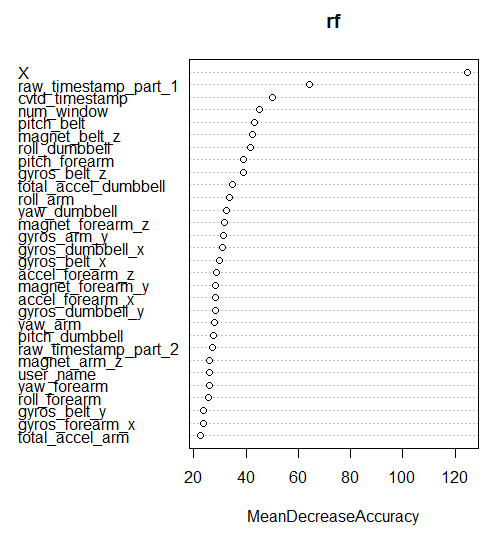 rf
X
raw_timestamp_part_1
cvtd_timestamp
num_window
pitch_belt
magnet_belt_z
roll_dumbbell
pitch_forearm
gyros_belt_z
total_accel_dumbbell
roll_arm
yaw_dumbbell
magnet_forearm_z
gyros_arm_y
gyros_dumbbell_x
gyros_belt_x
accel_forearm_z
magnet_forearm_y
accel_forearm_x
gyros_dumbbell_y
yaw_arm
pitch_dumbbell
raw_timestamp_part_2
magnet_arm_z
user_name
yaw_forearm
roll_forearm
gyros_belt_y
gyros_forearm_x
total_accel_arm
20 40 60 80 100 120
MeanDecreaseAccuracy